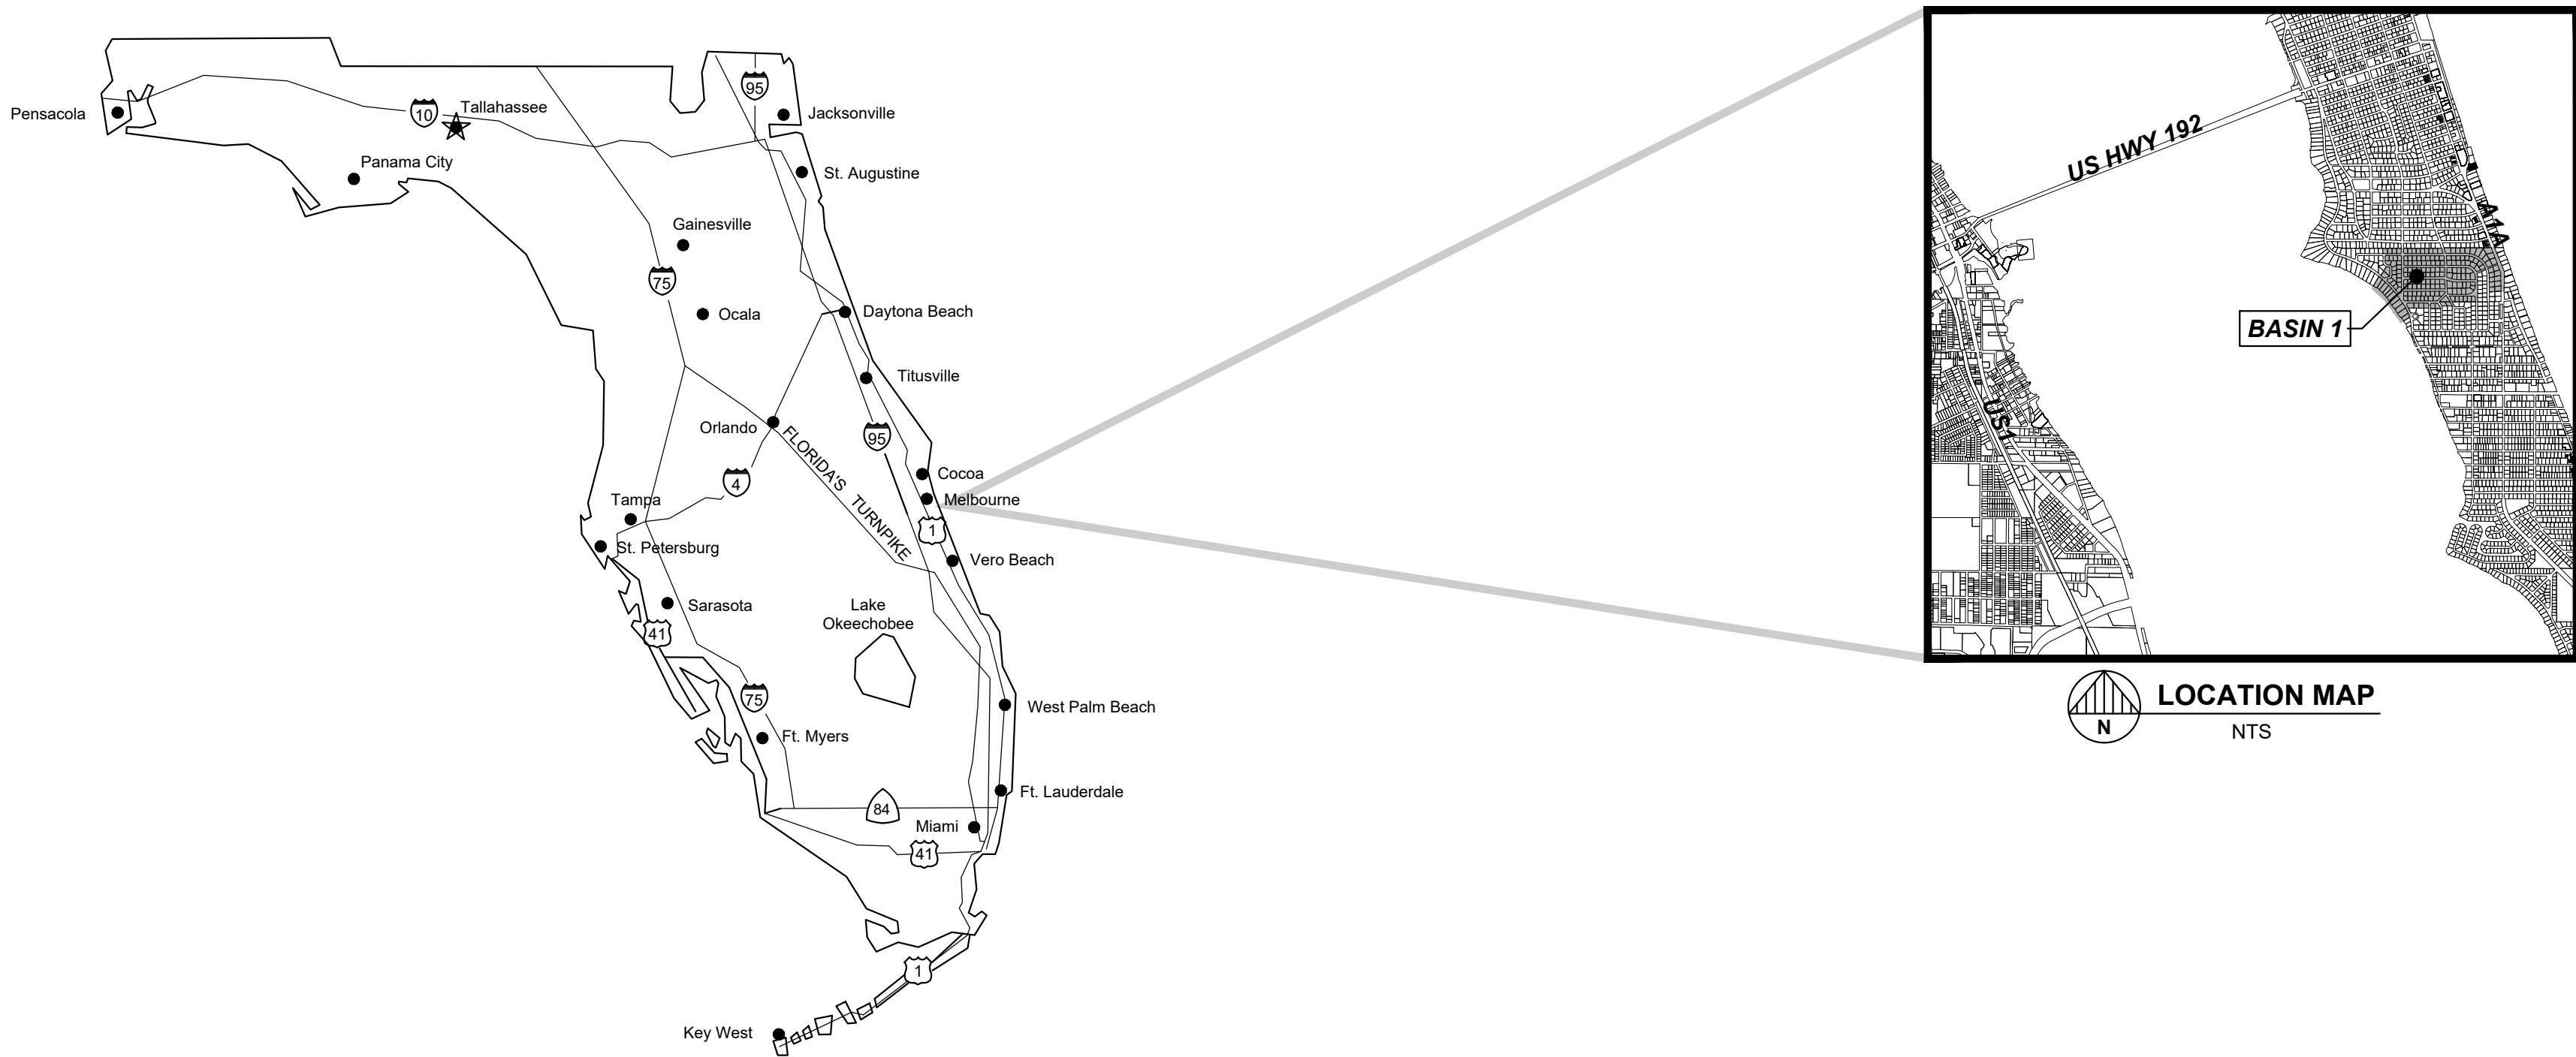 Pensacola
10
Tallahassee
95
Jacksonville
Panama City
St. Augustine
Gainesville
75
Ocala
Daytona Beach
Titusville
Orlando
FLORIDA'S TURNPIKE
95
4
Cocoa
Melbourne
Tampa
1
St. Petersburg
Vero Beach
Sarasota
Lake
Okeechobee
41
75
West Palm Beach
Ft. Myers
Ft. Lauderdale
84
Miami
41
1
Key West
US HWY 192
A1A
BASIN 1
US1
N
LOCATION MAP
NTS